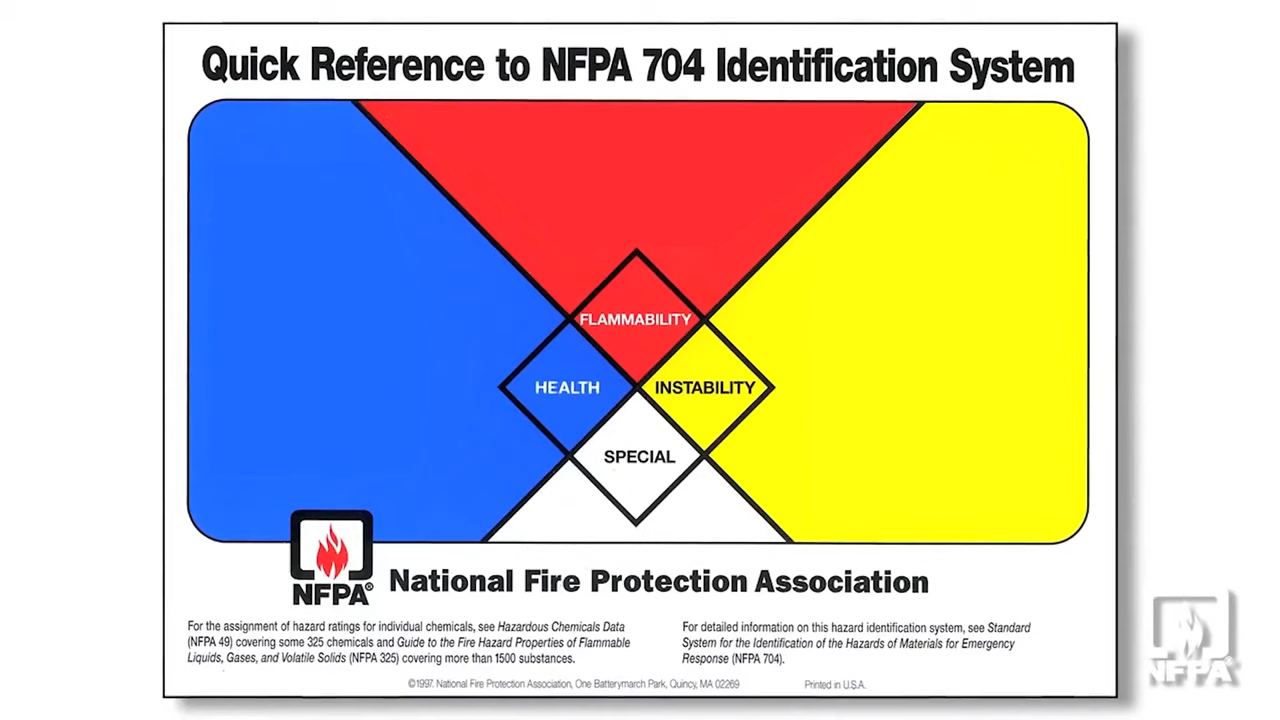 Quick Reference to NFPA 704 Identification System
FLAMMABILITY
HEALTH
INSTABILITY
SPECIAL
NFPA®
National Fire Protection Association
For the assignment of hazard ratings for individual chemicals, see Hazardous Chemicals Data
(NFPA 49) covering some 325 chemicals and Guide to the Fire Hazard Properties of Flammable
Liquids, Gases, and Volatile Solids (NFPA 325) covering more than 1500 substances.
For detailed information on this hazard identification system, see Standard
System for the Identification of the Hazards of Materials for Emergency
Response (NFPA 704).
©1997. National Fire Protection Association, One Batterymarch Park, Quincy, MA 02269
Printed in U.S.A.
NFPA®